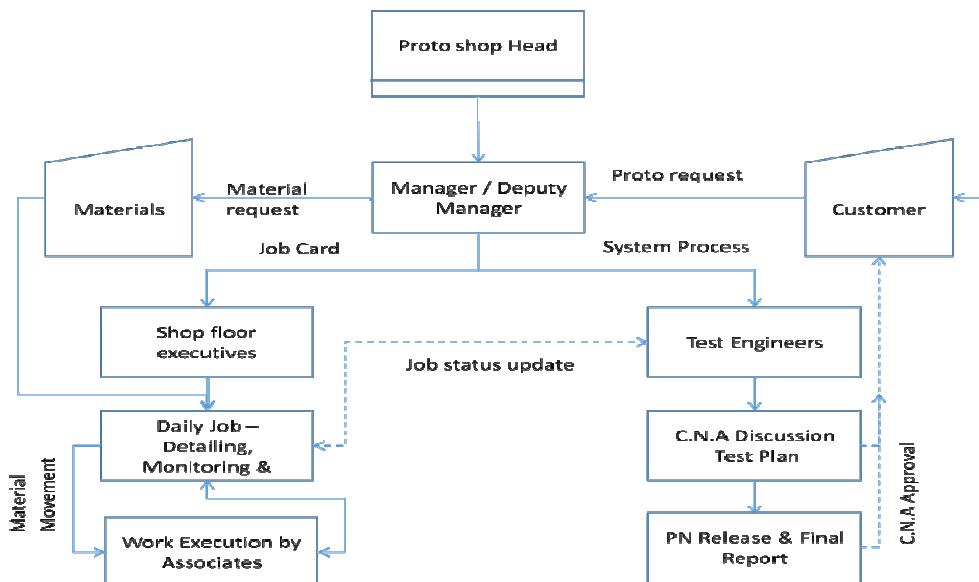 Proto shop Head
Manager / Deputy
Manager
Material
request
Proto request
Materials
Customer
Job Card
System Process
Shop floor
executives
Test Engineers
Job status update
Daily Job –
Detailing,
Monitoring &
C.N.A Discussion
Test Plan
Material
Movement
C.N.A Approval
Work Execution by
Associates
PN Release & Final
Report